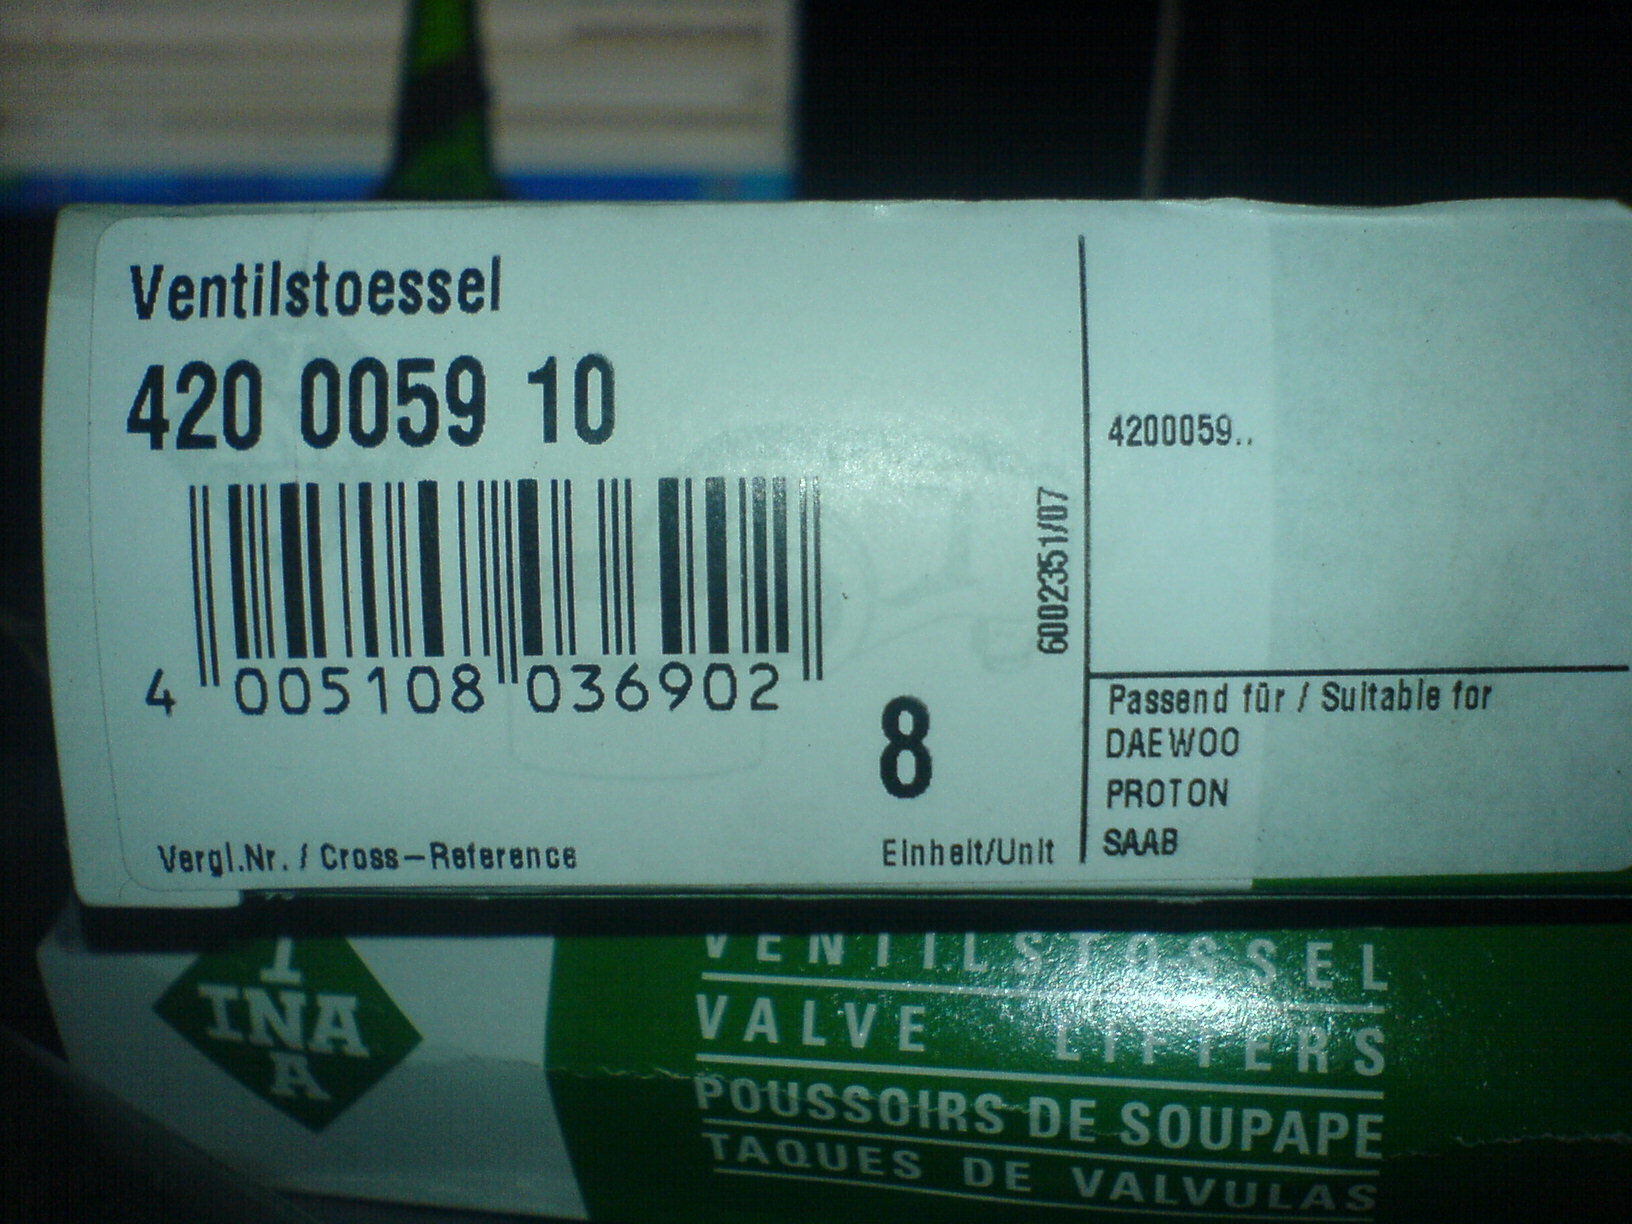 Ventilstoessel
420 0059 10
4 005108 036902
8
Vergl.Nr. / Cross-Reference
Einheit/Unit
6002351/07
4200059..
Passend für / Suitable for
DAEWOO
PROTON
SAAB
I
INA
A
VENTILSTÖSSEL
VALVE LIFTERS
POUSSOIRS DE SOUPAPE
TAQUES DE VALVULAS